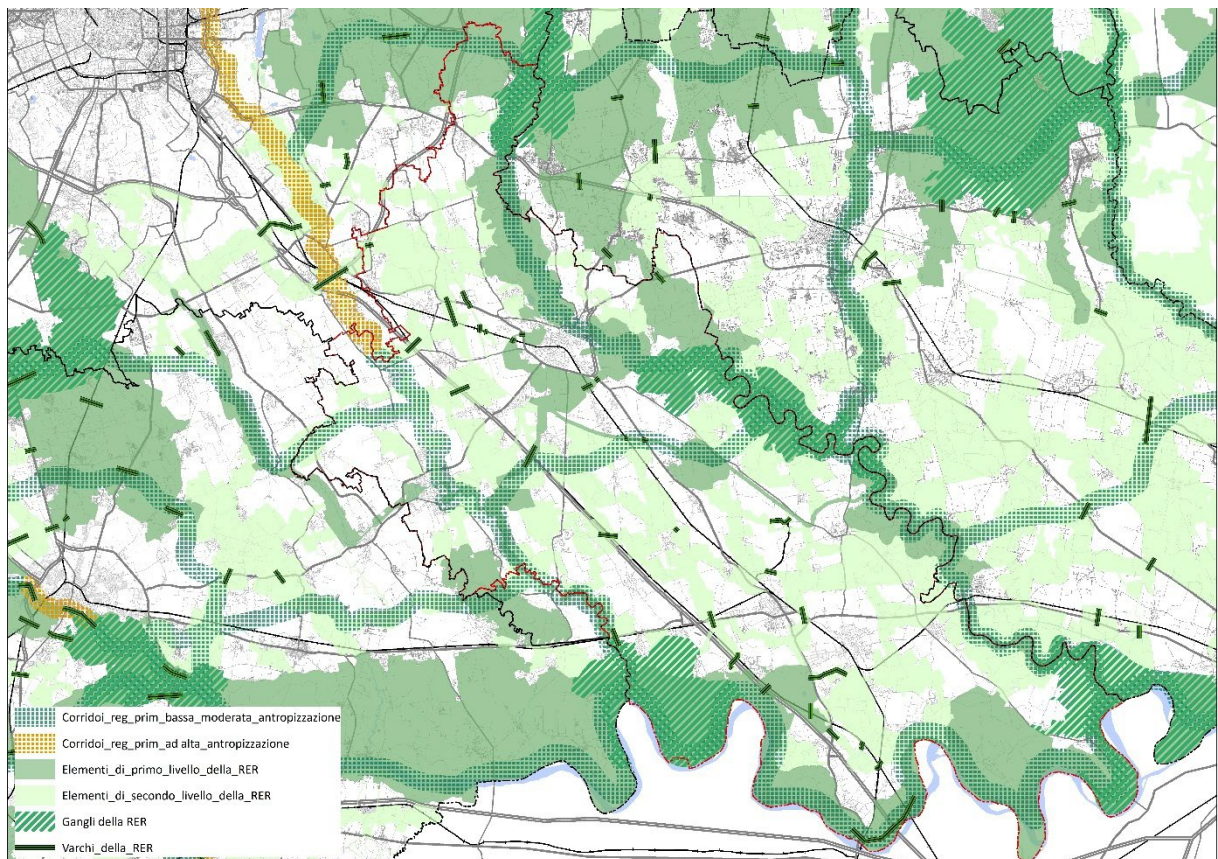 Corridoi_reg_prim_bassa_moderata_antropizzazione
Corridoi_reg_prim_ad alta_antropizzazione
Elementi_di_primo_livello_della_RER
Elementi_di_secondo_livello_della_RER
Gangli della RER
Varchi_della_RER